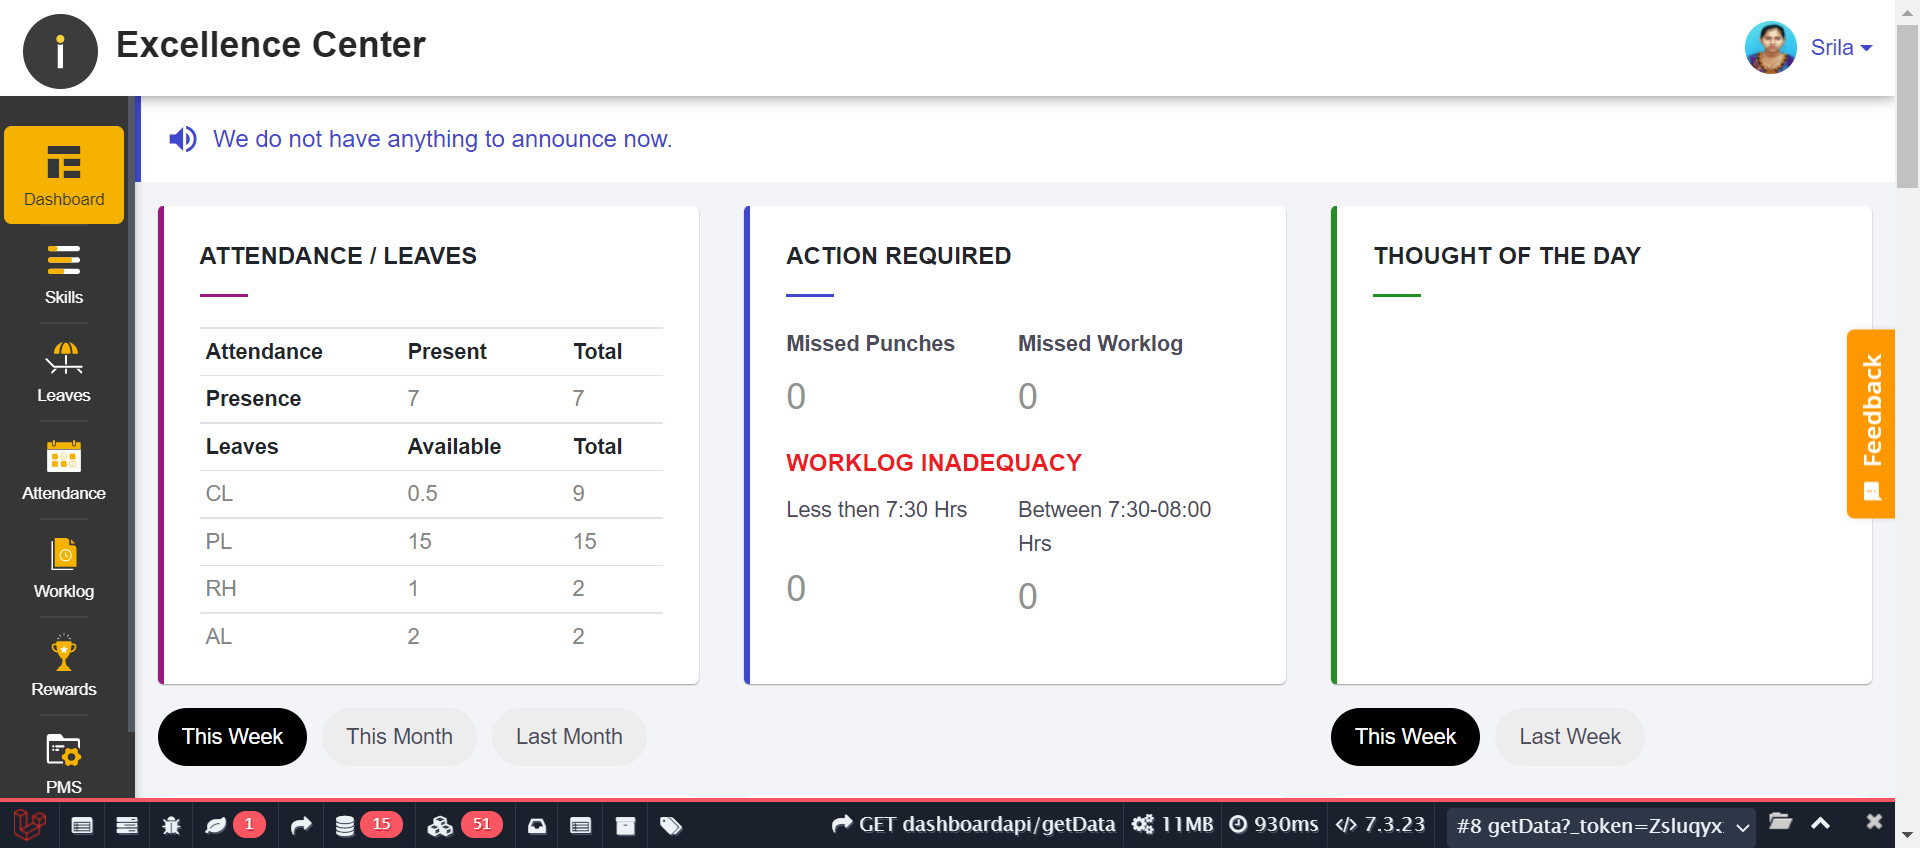 i
Excellence Center
Srila
We do not have anything to announce now.
Dashboard
Skills
Leaves
Attendance
Worklog
Rewards
PMS
ATTENDANCE / LEAVES
Attendance Present Total
Presence 7 7
Leaves Available Total
CL 0.5 9
PL 15 15
RH 1 2
AL 2 2
ACTION REQUIRED
Missed Punches Missed Worklog
0 0
WORKLOG INADEQUACY
Less then 7:30 Hrs Between 7:30-08:00
Hrs
0 0
THOUGHT OF THE DAY
Feedback
This Week This Month Last Month
This Week Last Week
1 15 51 GET dashboardapi/getData 11MB 930ms 7.3.23 #8 getData?_token=Zsluqyx